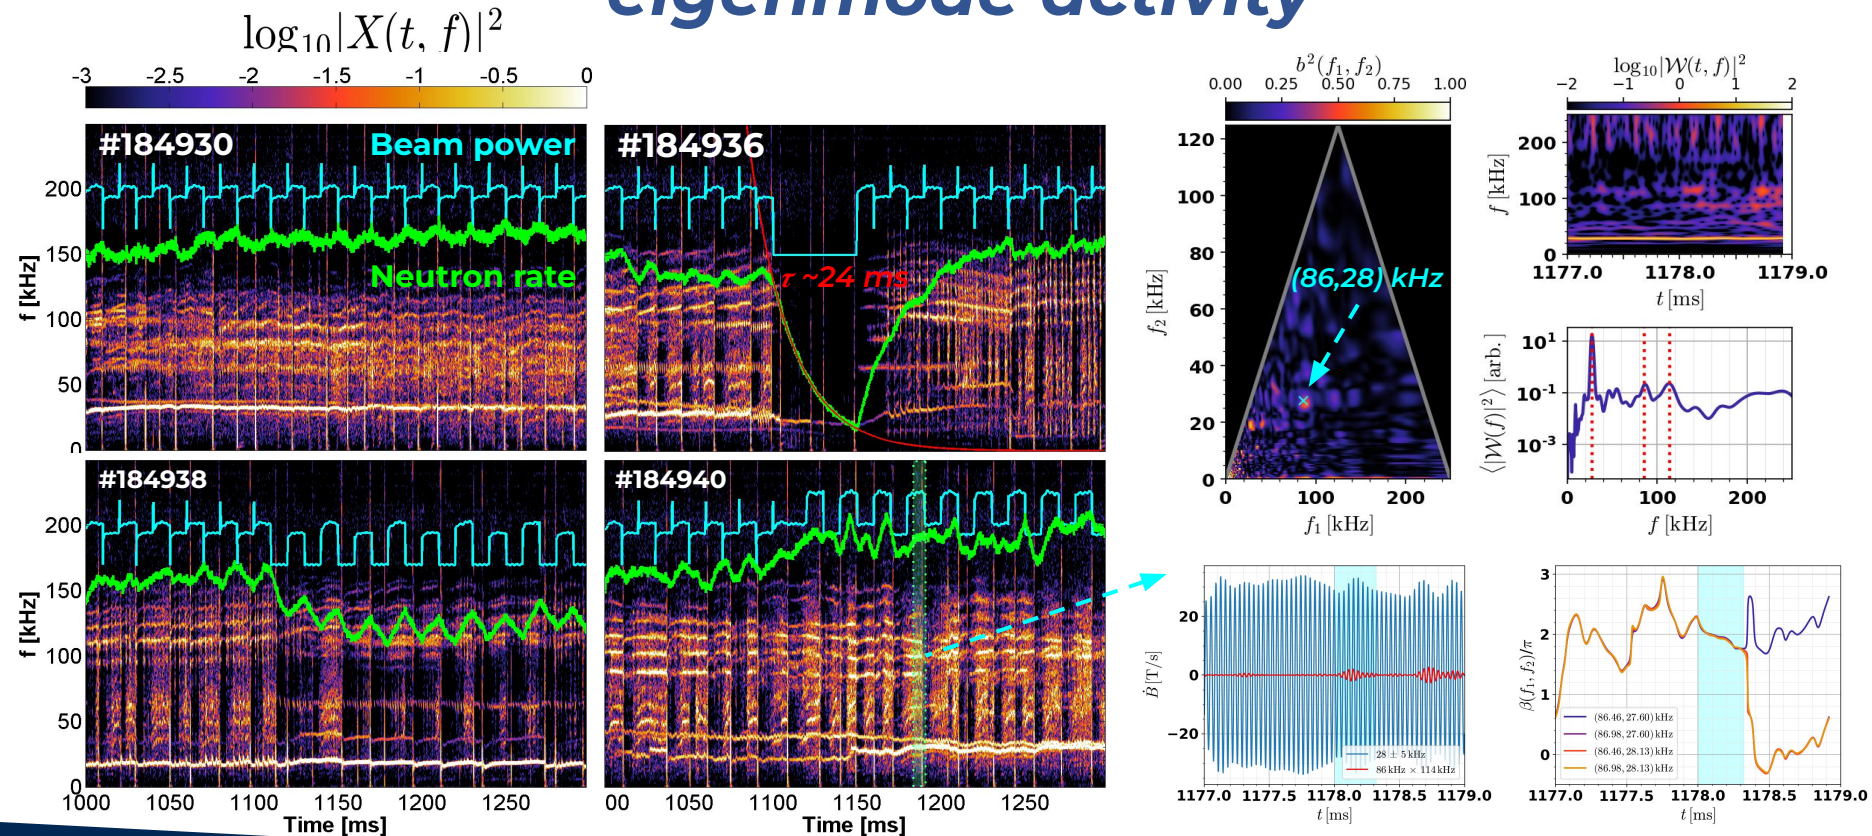 eigenmode activity
log₁₀|X(t, f)|²
-3 -2.5 -2 -1.5 -1 -0.5 0
#184930
Beam power
Neutron rate
f [kHz]
200
150
100
50
0
#184936
τ ~24 ms
#184938
f [kHz]
200
150
100
50
0
1000 1050 1100 1150 1200 1250
Time [ms]
#184940
00 1050 1100 1150 1200 1250
Time [ms]
b²(f₁, f₂)
0.00 0.25 0.50 0.75 1.00
120
100
80
60
40
20
0
f₂ [kHz]
(86,28) kHz
0 100 200
f₁ [kHz]
log₁₀|𝒲(t, f)|²
−2 −1 0 1 2
200
100
0
f [kHz]
1177.0 1178.0 1179.0
t [ms]
⟨|𝒲(f)|²⟩ [arb.]
10¹
10⁻¹
10⁻³
0 100 200
f [kHz]
Ḃ [T/s]
20
0
−20
28 ± 5 kHz
86 kHz × 114 kHz
1177.0 1177.5 1178.0 1178.5 1179.0
t [ms]
β(f₁, f₂)/π
3
2
1
0
(86.46, 27.60) kHz
(86.98, 27.60) kHz
(86.46, 28.13) kHz
(86.98, 28.13) kHz
1177.0 1177.5 1178.0 1178.5 1179.0
t [ms]